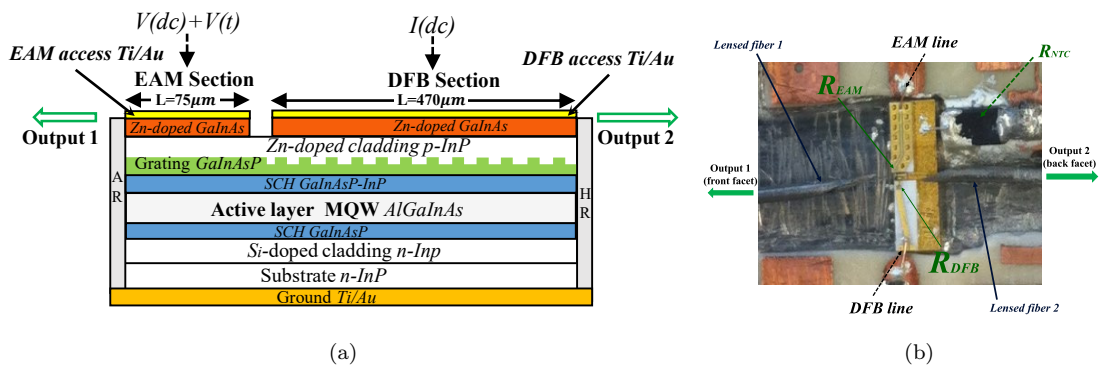 V(dc)+V(t)
I(dc)
EAM access Ti/Au
DFB access Ti/Au
EAM Section
DFB Section
L=75μm
L=470μm
Output 1
Output 2
Zn-doped GaInAs
Zn-doped GaInAs
Zn-doped cladding p-InP
Grating GaInAsP
SCH GaInAsP-InP
AR
HR
Active layer MQW AlGaInAs
SCH GaInAsP
Si-doped cladding n-Inp
Substrate n-InP
Ground Ti/Au
(a)
Lensed fiber 1
EAM line
R_NTC
R_EAM
Output 1
(front facet)
Output 2
(back facet)
R_DFB
DFB line
Lensed fiber 2
(b)